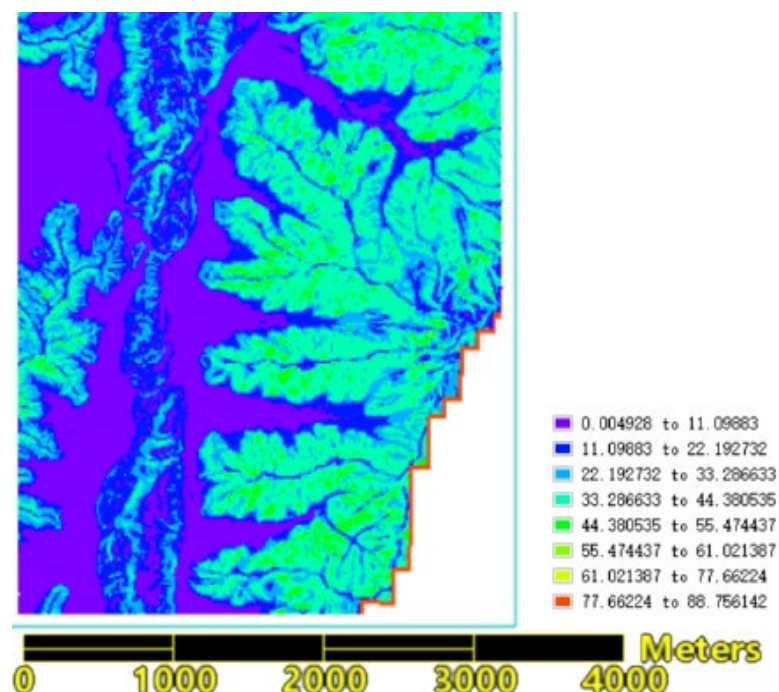 0.004928 to 11.09883
11.09883 to 22.192732
22.192732 to 33.286633
33.286633 to 44.380535
44.380535 to 55.474437
55.474437 to 61.021387
61.021387 to 77.66224
77.66224 to 88.756142
Meters
0 1000 2000 3000 4000